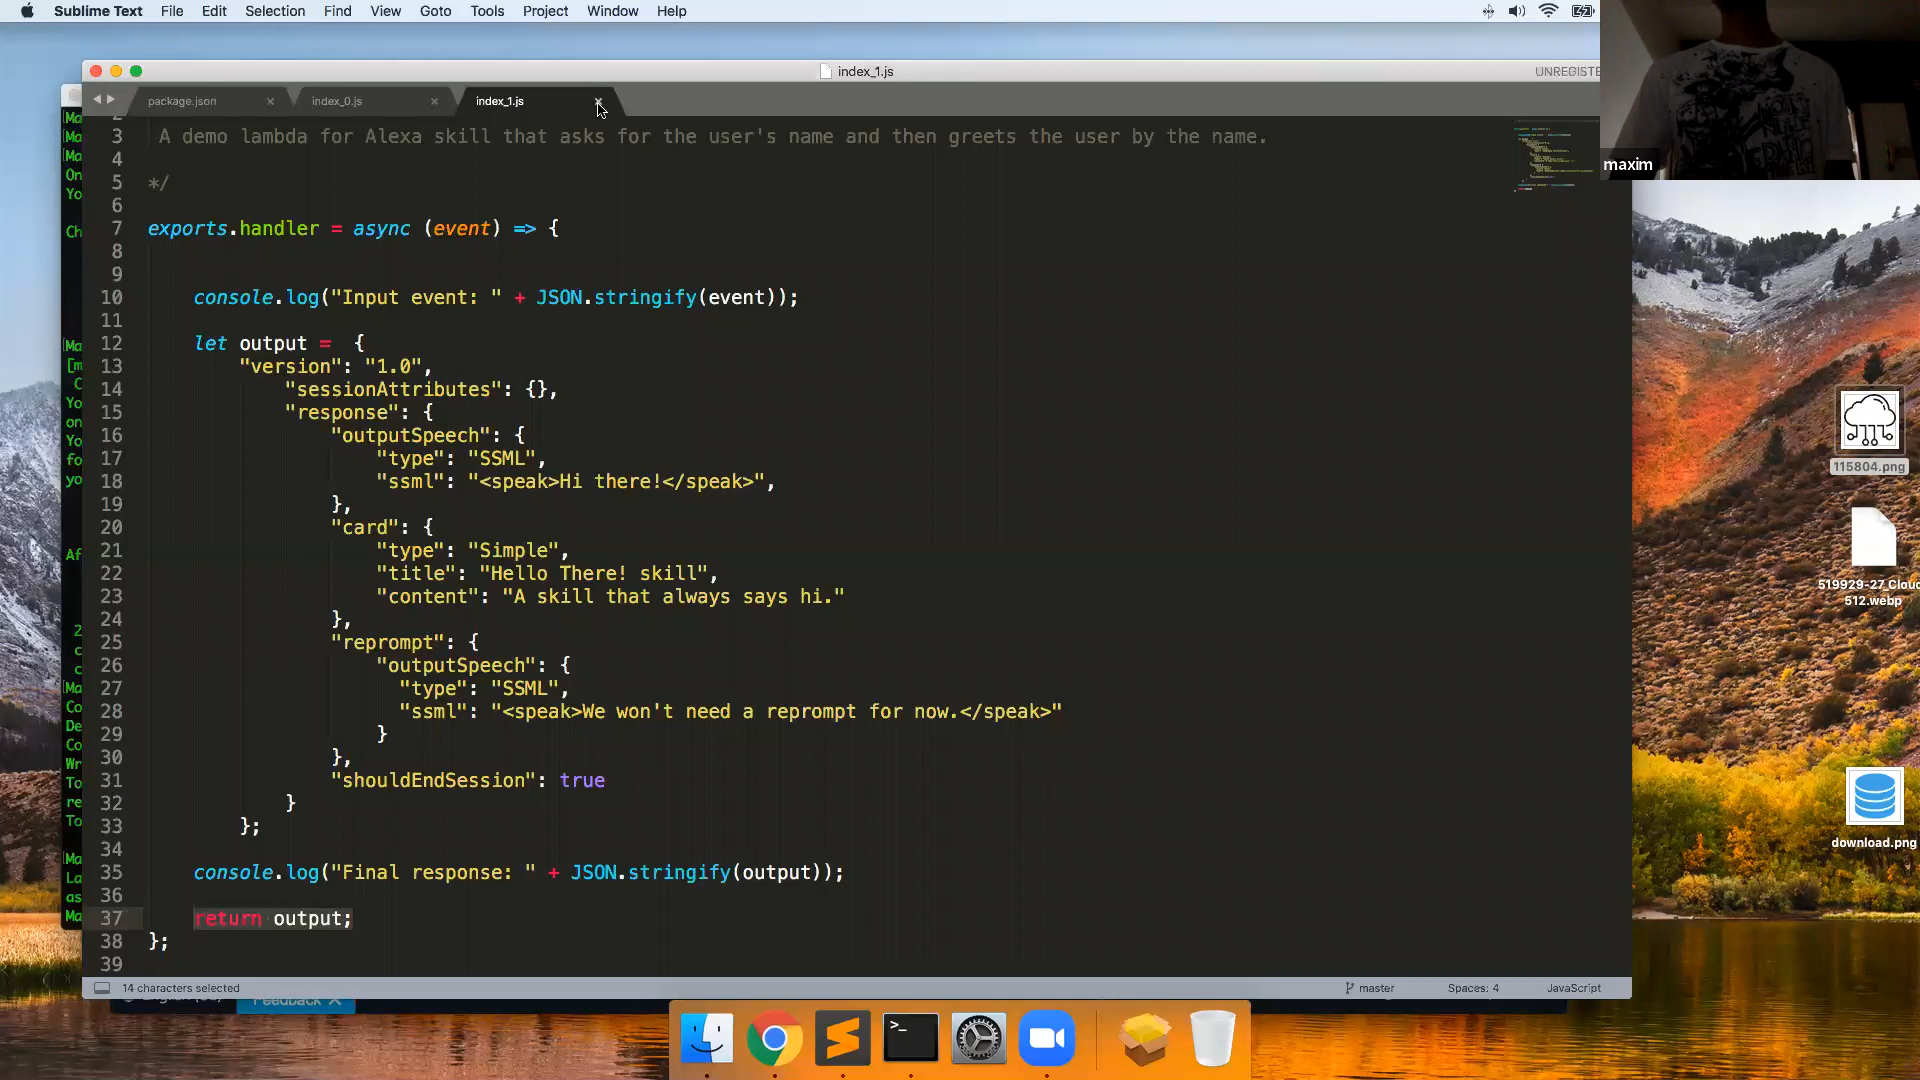 Sublime Text File Edit Selection Find View Goto Tools Project Window Help
index_1.js
UNREGISTE
package.json
index_0.js
index_1.js
3 A demo lambda for Alexa skill that asks for the user's name and then greets the user by the name.
4
5 */
6
7 exports.handler = async (event) => {
8
9
10 console.log("Input event: " + JSON.stringify(event));
11
12 let output =  {
13 "version": "1.0",
14 "sessionAttributes": {},
15 "response": {
16 "outputSpeech": {
17 "type": "SSML",
18 "ssml": "<speak>Hi there!</speak>",
19 },
20 "card": {
21 "type": "Simple",
22 "title": "Hello There! skill",
23 "content": "A skill that always says hi."
24 },
25 "reprompt": {
26 "outputSpeech": {
27 "type": "SSML",
28 "ssml": "<speak>We won't need a reprompt for now.</speak>"
29 }
30 },
31 "shouldEndSession": true
32 }
33 };
34
35 console.log("Final response: " + JSON.stringify(output));
36
37 return output;
38 };
39
14 characters selected
master
Spaces: 4
JavaScript
Feedback
maxim
115804.png
519929-27_Cloud
512.webp
download.png